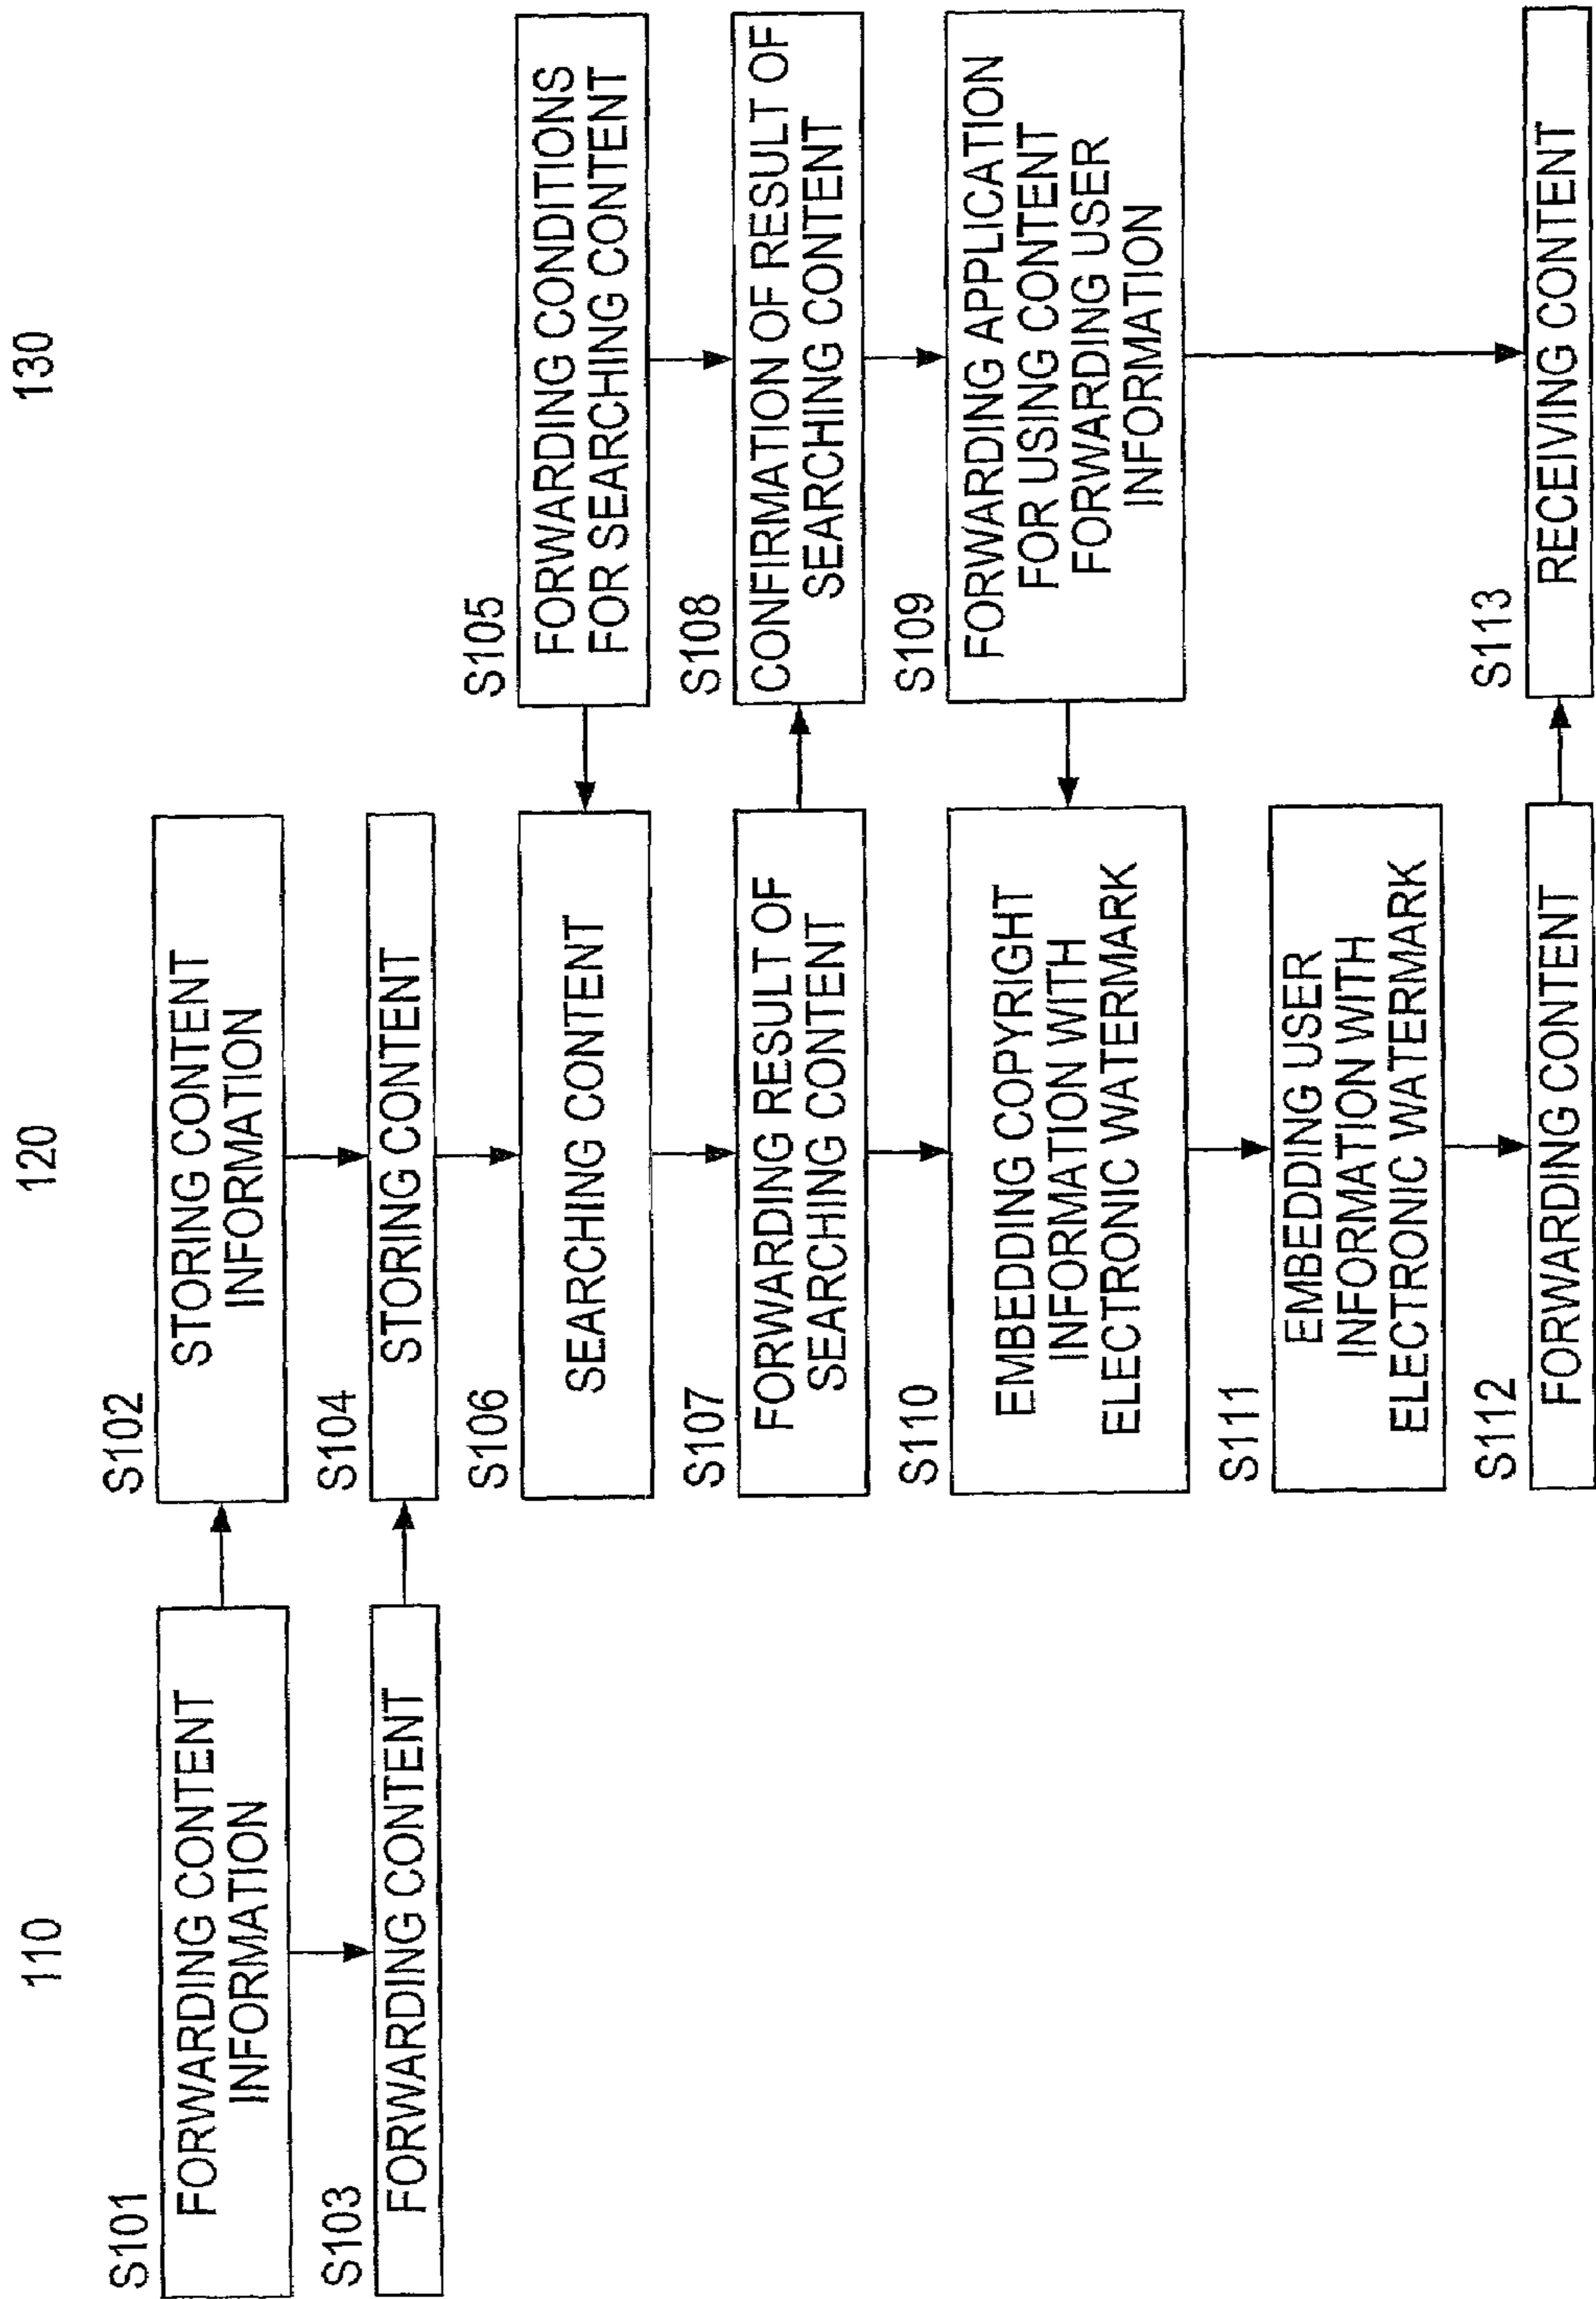 110
120
130
S101
FORWARDING CONTENT
INFORMATION
S102
STORING CONTENT
INFORMATION
S103
FORWARDING CONTENT
S104
STORING CONTENT
S105
FORWARDING CONDITIONS
FOR SEARCHING CONTENT
S106
SEARCHING CONTENT
S107
FORWARDING RESULT OF
SEARCHING CONTENT
S108
CONFIRMATION OF RESULT OF
SEARCHING CONTENT
S109
FORWARDING APPLICATION
FOR USING CONTENT
FORWARDING USER
INFORMATION
S110
EMBEDDING COPYRIGHT
INFORMATION WITH
ELECTRONIC WATERMARK
S111
EMBEDDING USER
INFORMATION WITH
ELECTRONIC WATERMARK
S112
FORWARDING CONTENT
S113
RECEIVING CONTENT